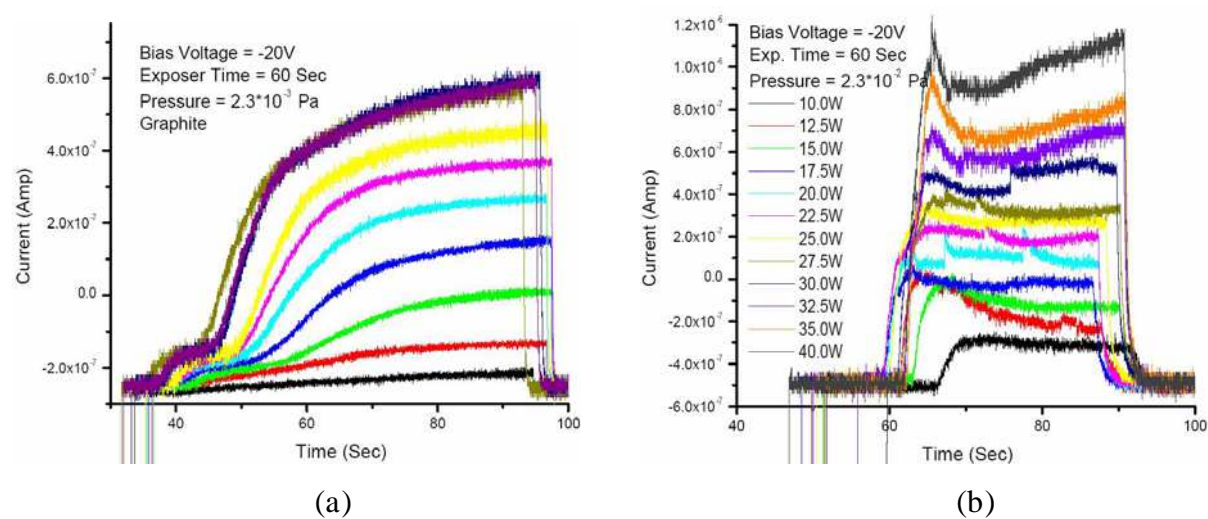 Bias Voltage = -20V
Exposer Time = 60 Sec
Pressure = 2.3*10⁻³ Pa
Graphite
6.0x10⁻⁷
4.0x10⁻⁷
2.0x10⁻⁷
0.0
-2.0x10⁻⁷
Current (Amp)
40
60
80
100
Time (Sec)
(a)
Bias Voltage = -20V
Exp. Time = 60 Sec
Pressure = 2.3*10⁻² Pa
10.0W
12.5W
15.0W
17.5W
20.0W
22.5W
25.0W
27.5W
30.0W
32.5W
35.0W
40.0W
1.2x10⁻⁶
1.0x10⁻⁶
8.0x10⁻⁷
6.0x10⁻⁷
4.0x10⁻⁷
2.0x10⁻⁷
0.0
-2.0x10⁻⁷
-4.0x10⁻⁷
-6.0x10⁻⁷
Current (Amp)
40
60
80
100
Time (Sec)
(b)